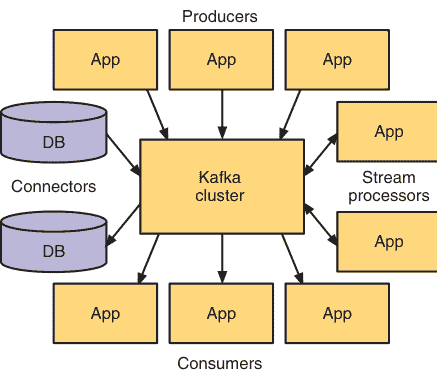 Producers
App
App
App
DB
Connectors
DB
Kafka
cluster
App
Stream
processors
App
App
App
App
Consumers